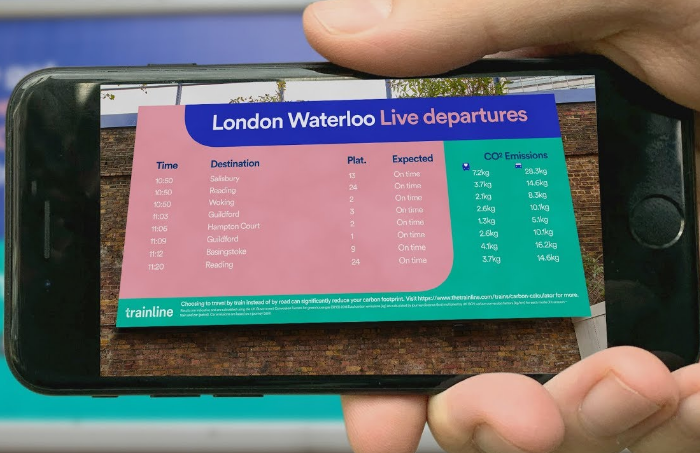 London Waterloo Live departures
Time Destination Plat. Expected CO² Emissions
10:50 Salisbury 13 On time 7.2kg 28.3kg
10:50 Reading 24 On time 3.7kg 14.6kg
10:50 Woking 2 On time 2.1kg 8.3kg
11:03 Guildford 3 On time 2.6kg 10.1kg
11:06 Hampton Court 2 On time 1.3kg 5.1kg
11:09 Guildford 1 On time 2.6kg 10.1kg
11:12 Basingstoke 9 On time 4.1kg 16.2kg
11:20 Reading 24 On time 3.7kg 14.6kg
Choosing to travel by train instead of by road can significantly reduce your carbon footprint. Visit https://www.thetrainline.com/trains/carbon-calculator for more.
trainline